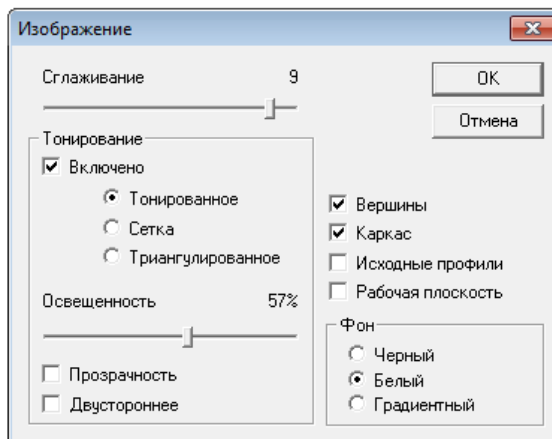 Изображение
Сглаживание 9
OK
Отмена
Тонирование
Включено
Тонированное
Сетка
Триангулированное
Освещенность 57%
Прозрачность
Двустороннее
Вершины
Каркас
Исходные профили
Рабочая плоскость
Фон
Черный
Белый
Градиентный